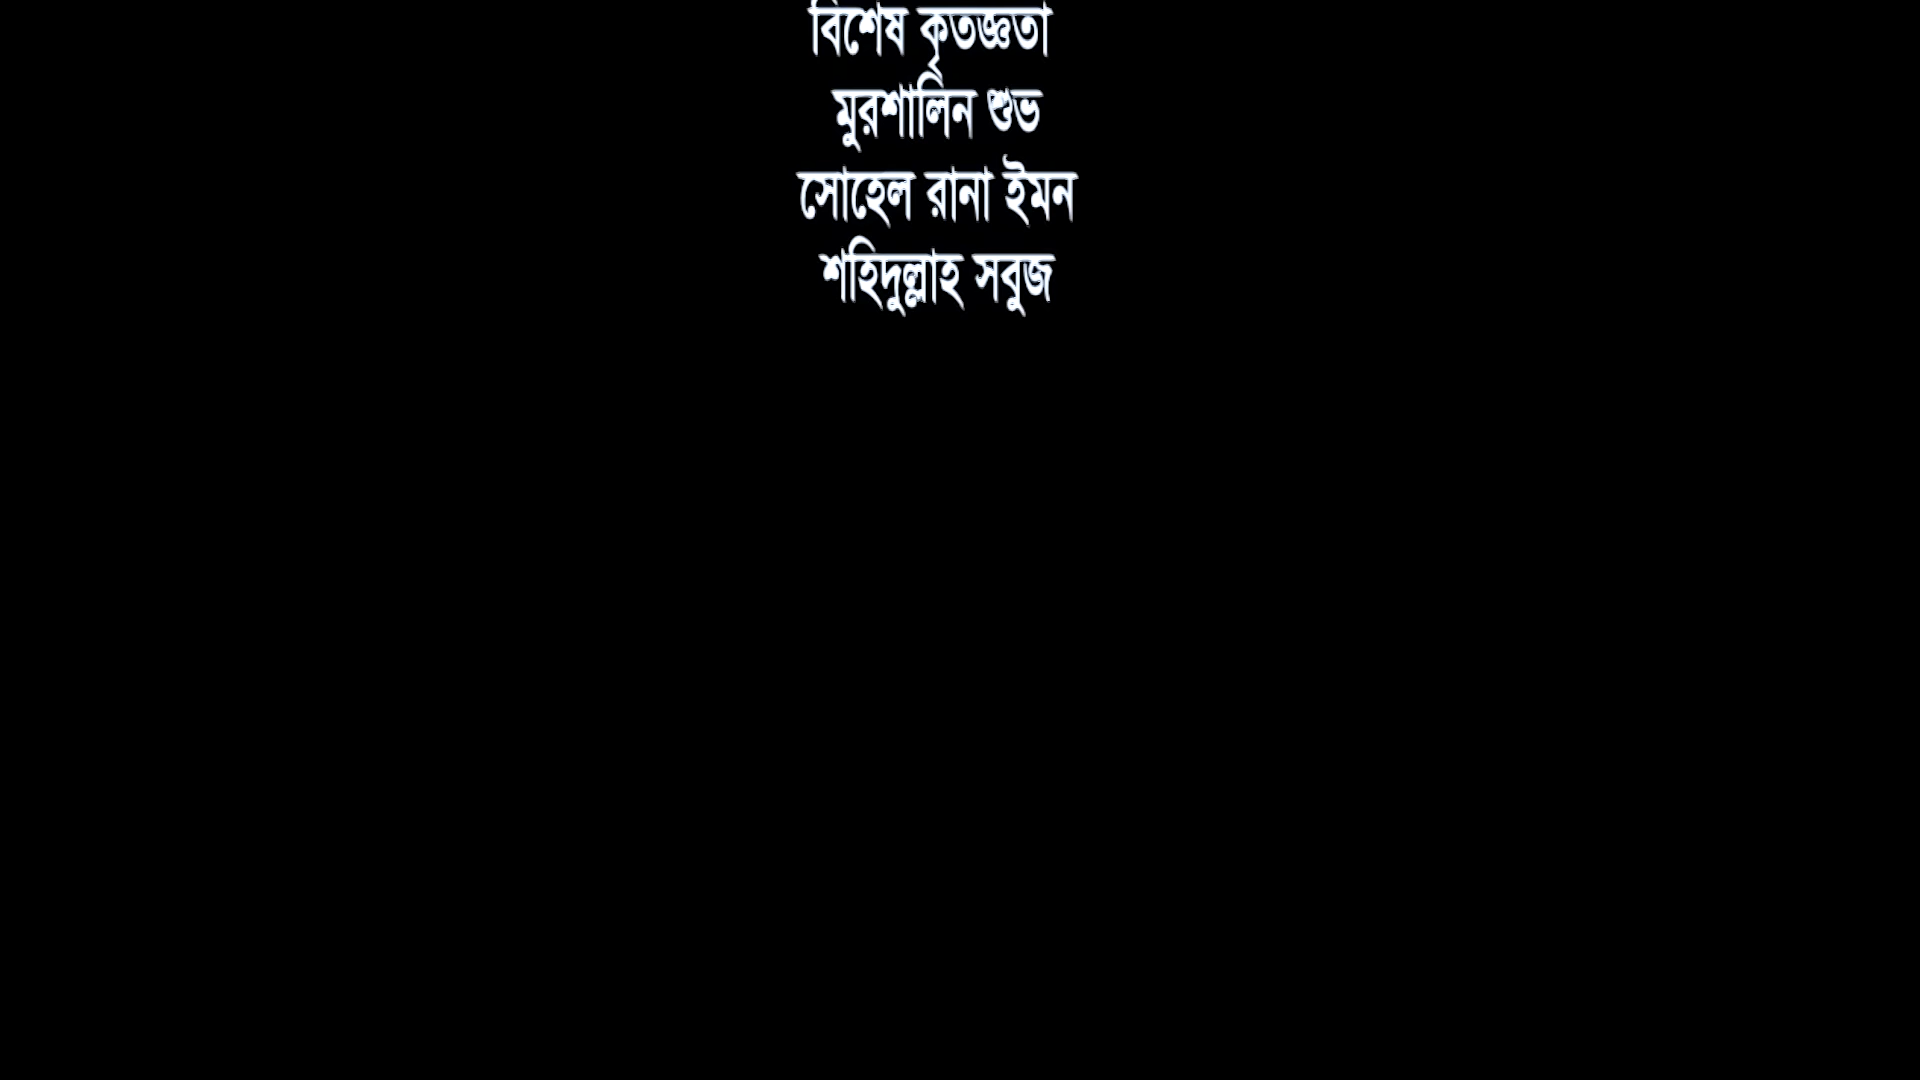 বিশেষ কৃতজ্ঞতা
মুরশালিন শুভ
সোহেল রানা ইমন
শহিদুল্লাহ সবুজ